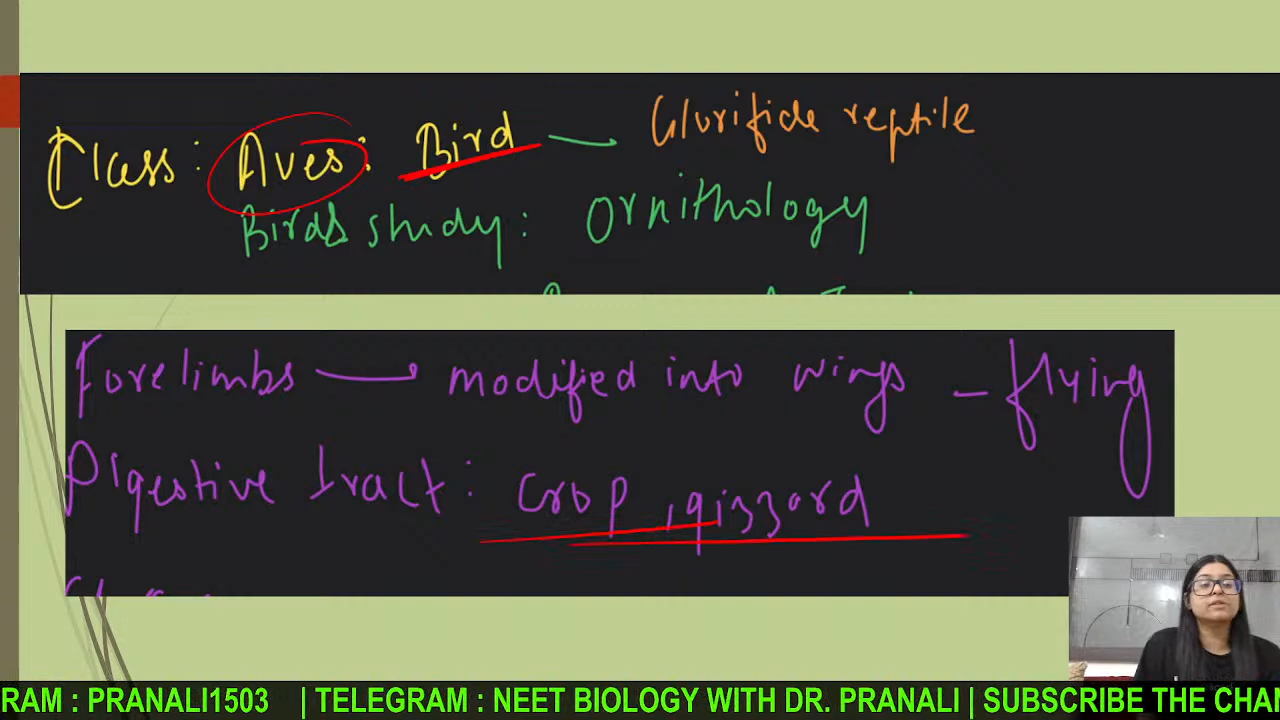 Class: Aves: Bird → Glurifide reptile
Birds study: Ornithology
Forelimbs → modified into wings - flying
Digestive tract: crop, gizzard
RAM : PRANALI1503 | TELEGRAM : NEET BIOLOGY WITH DR. PRANALI | SUBSCRIBE THE CHAN